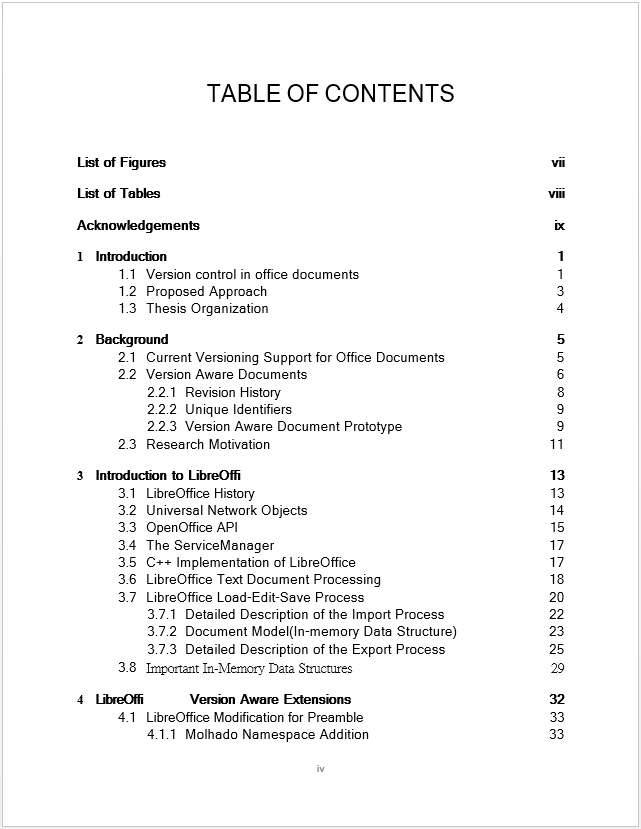 TABLE OF CONTENTS
List of Figures vii
List of Tables viii
Acknowledgements ix
1 Introduction 1
1.1 Version control in office documents 1
1.2 Proposed Approach 3
1.3 Thesis Organization 4
2 Background 5
2.1 Current Versioning Support for Office Documents 5
2.2 Version Aware Documents 6
2.2.1 Revision History 8
2.2.2 Unique Identifiers 9
2.2.3 Version Aware Document Prototype 9
2.3 Research Motivation 11
3 Introduction to LibreOffi 13
3.1 LibreOffice History 13
3.2 Universal Network Objects 14
3.3 OpenOffice API 15
3.4 The ServiceManager 17
3.5 C++ Implementation of LibreOffice 17
3.6 LibreOffice Text Document Processing 18
3.7 LibreOffice Load-Edit-Save Process 20
3.7.1 Detailed Description of the Import Process 22
3.7.2 Document Model(In-memory Data Structure) 23
3.7.3 Detailed Description of the Export Process 25
3.8 Important In-Memory Data Structures 29
4 LibreOffi Version Aware Extensions 32
4.1 LibreOffice Modification for Preamble 33
4.1.1 Molhado Namespace Addition 33
iv